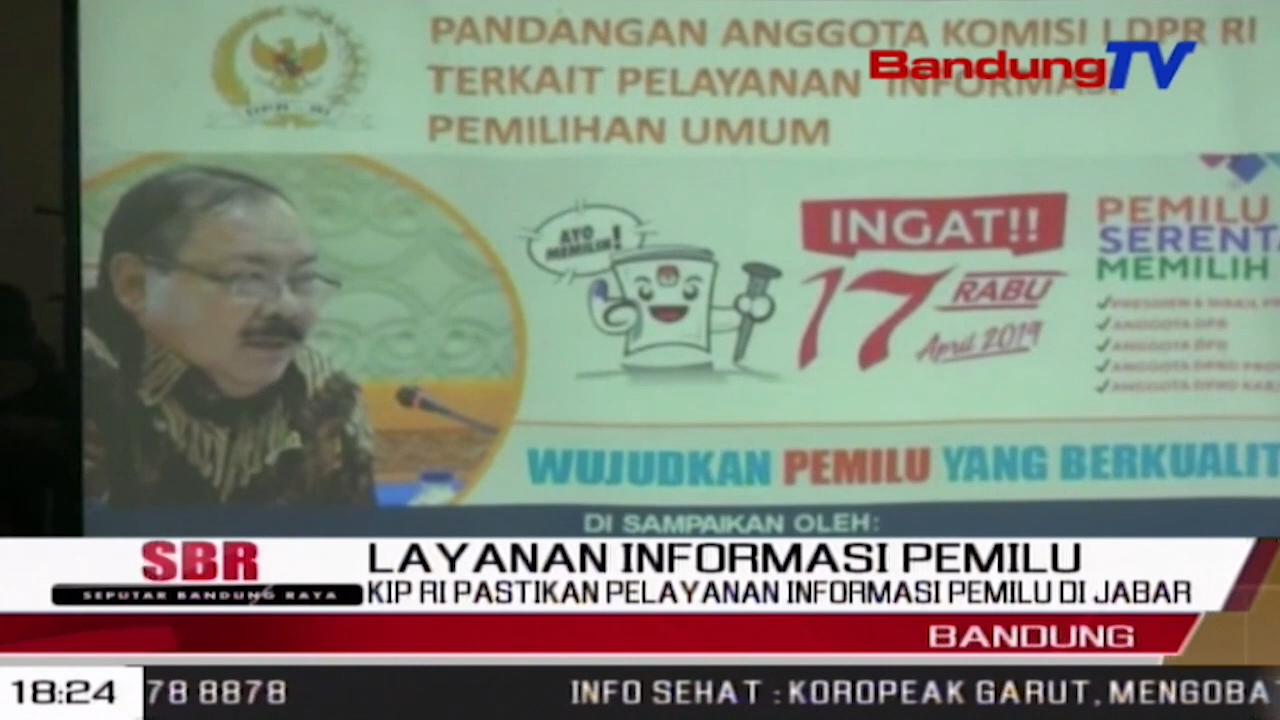 PANDANGAN ANGGOTA KOMISI I DPR RI
BandungTV
TERKAIT PELAYANAN INFORMASI
PEMILIHAN UMUM
DPR - RI
AYO
MEMILIH!
INGAT!!
17 RABU
April 2019
PEMILU
SERENTA
MEMILIH
ANGGOTA DPR
ANGGOTA DPD
WUJUDKAN PEMILU YANG BERKUALIT
DI SAMPAIKAN OLEH:
SBR
SEPUTAR BANDUNG RAYA
LAYANAN INFORMASI PEMILU
KIP RI PASTIKAN PELAYANAN INFORMASI PEMILU DI JABAR
BANDUNG
18:24
78 8878
INFO SEHAT : KOROPEAK GARUT, MENGOBA